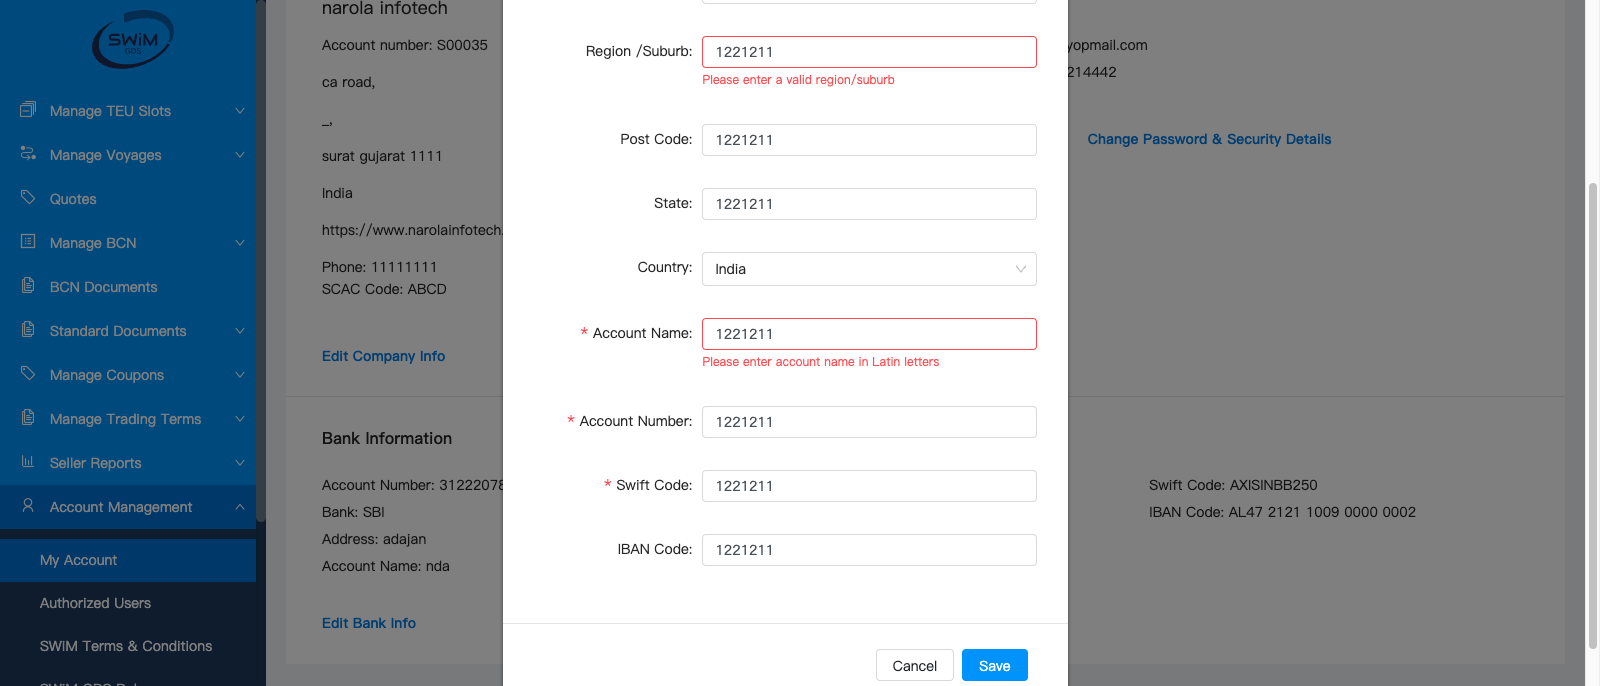 SWiM
GDS
Manage TEU Slots
Manage Voyages
Quotes
Manage BCN
BCN Documents
Standard Documents
Manage Coupons
Manage Trading Terms
Seller Reports
Account Management
My Account
Authorized Users
SWiM Terms & Conditions
narola infotech
Account number: S00035
ca road,
_,
surat gujarat 1111
India
https://www.narolainfotech.
Phone: 11111111
SCAC Code: ABCD
Edit Company Info
Bank Information
Account Number: 31222078
Bank: SBI
Address: adajan
Account Name: nda
Edit Bank Info
Region /Suburb: 1221211
Please enter a valid region/suburb
Post Code: 1221211
State: 1221211
Country: India
* Account Name: 1221211
Please enter account name in Latin letters
* Account Number: 1221211
* Swift Code: 1221211
IBAN Code: 1221211
Cancel Save
yopmail.com
214442
Change Password & Security Details
Swift Code: AXISINBB250
IBAN Code: AL47 2121 1009 0000 0002